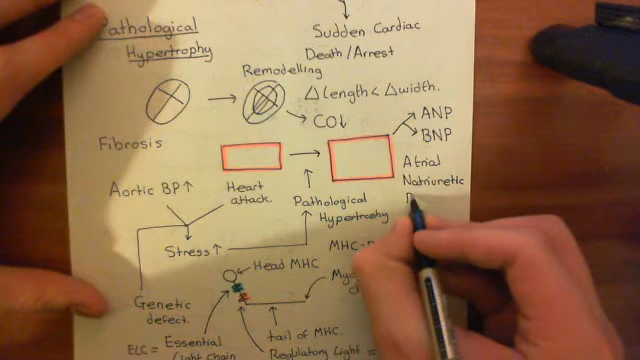 Pathological
Hypertrophy
Sudden Cardiac
Death/Arrest
Remodelling
Δ length < Δ width.
CO↓
ANP
BNP
Fibrosis
Atrial
Natriuretic
Aortic BP↑
Heart
attack.
Pathological
Hypertrophy
Stress↑
MHC
Head MHC
Genetic
defect.
tail of MHC.
ELC = Essential
Light Chain
Regulatory Light =